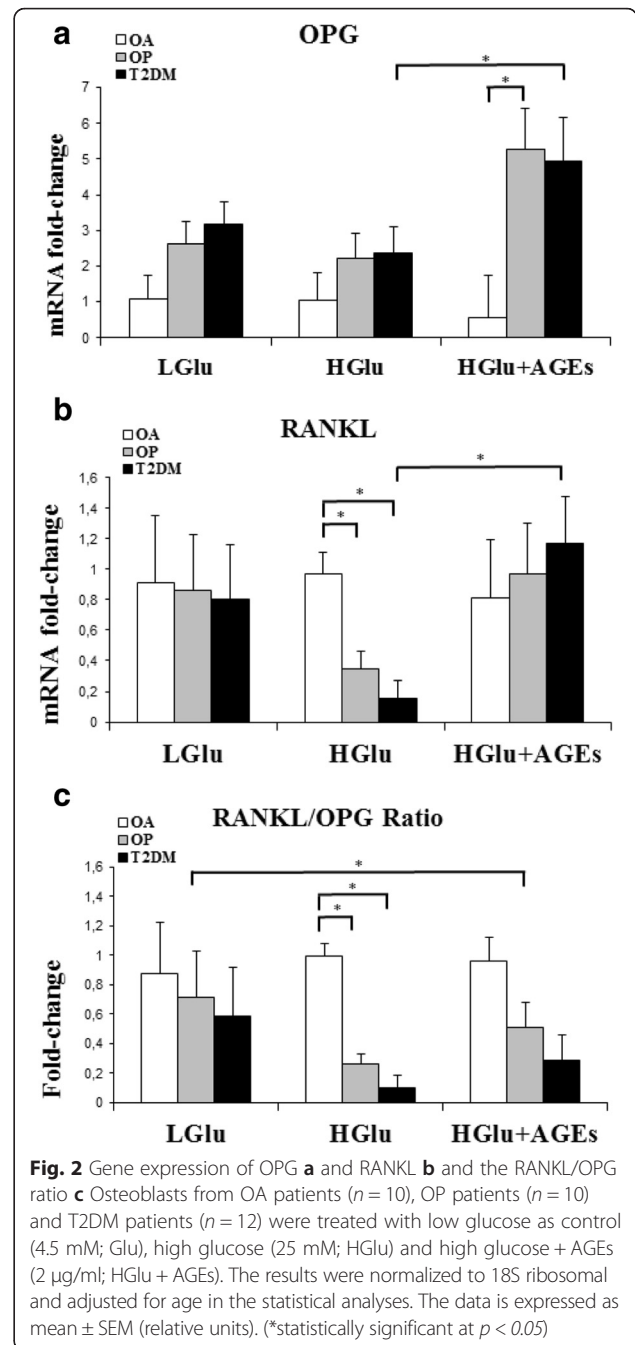 a
OPG
OA
OP
T2DM
*
*
7
6
5
4
3
2
1
0
mRNA fold-change
LGlu
HGlu
HGlu+AGEs
b
RANKL
OA
OP
T2DM
*
*
*
1,6
1,4
1,2
1
0,8
0,6
0,4
0,2
0
mRNA fold-change
LGlu
HGlu
HGlu+AGEs
c
RANKL/OPG Ratio
OA
OP
T2DM
*
*
*
1,6
1,4
1,2
1
0,8
0,6
0,4
0,2
0
Fold-change
LGlu
HGlu
HGlu+AGEs
Fig. 2 Gene expression of OPG a and RANKL b and the RANKL/OPG
ratio c Osteoblasts from OA patients (n = 10), OP patients (n = 10)
and T2DM patients (n = 12) were treated with low glucose as control
(4.5 mM; Glu), high glucose (25 mM; HGlu) and high glucose + AGEs
(2 μg/ml; HGlu + AGEs). The results were normalized to 18S ribosomal
and adjusted for age in the statistical analyses. The data is expressed as
mean ± SEM (relative units). (*statistically significant at p < 0.05)